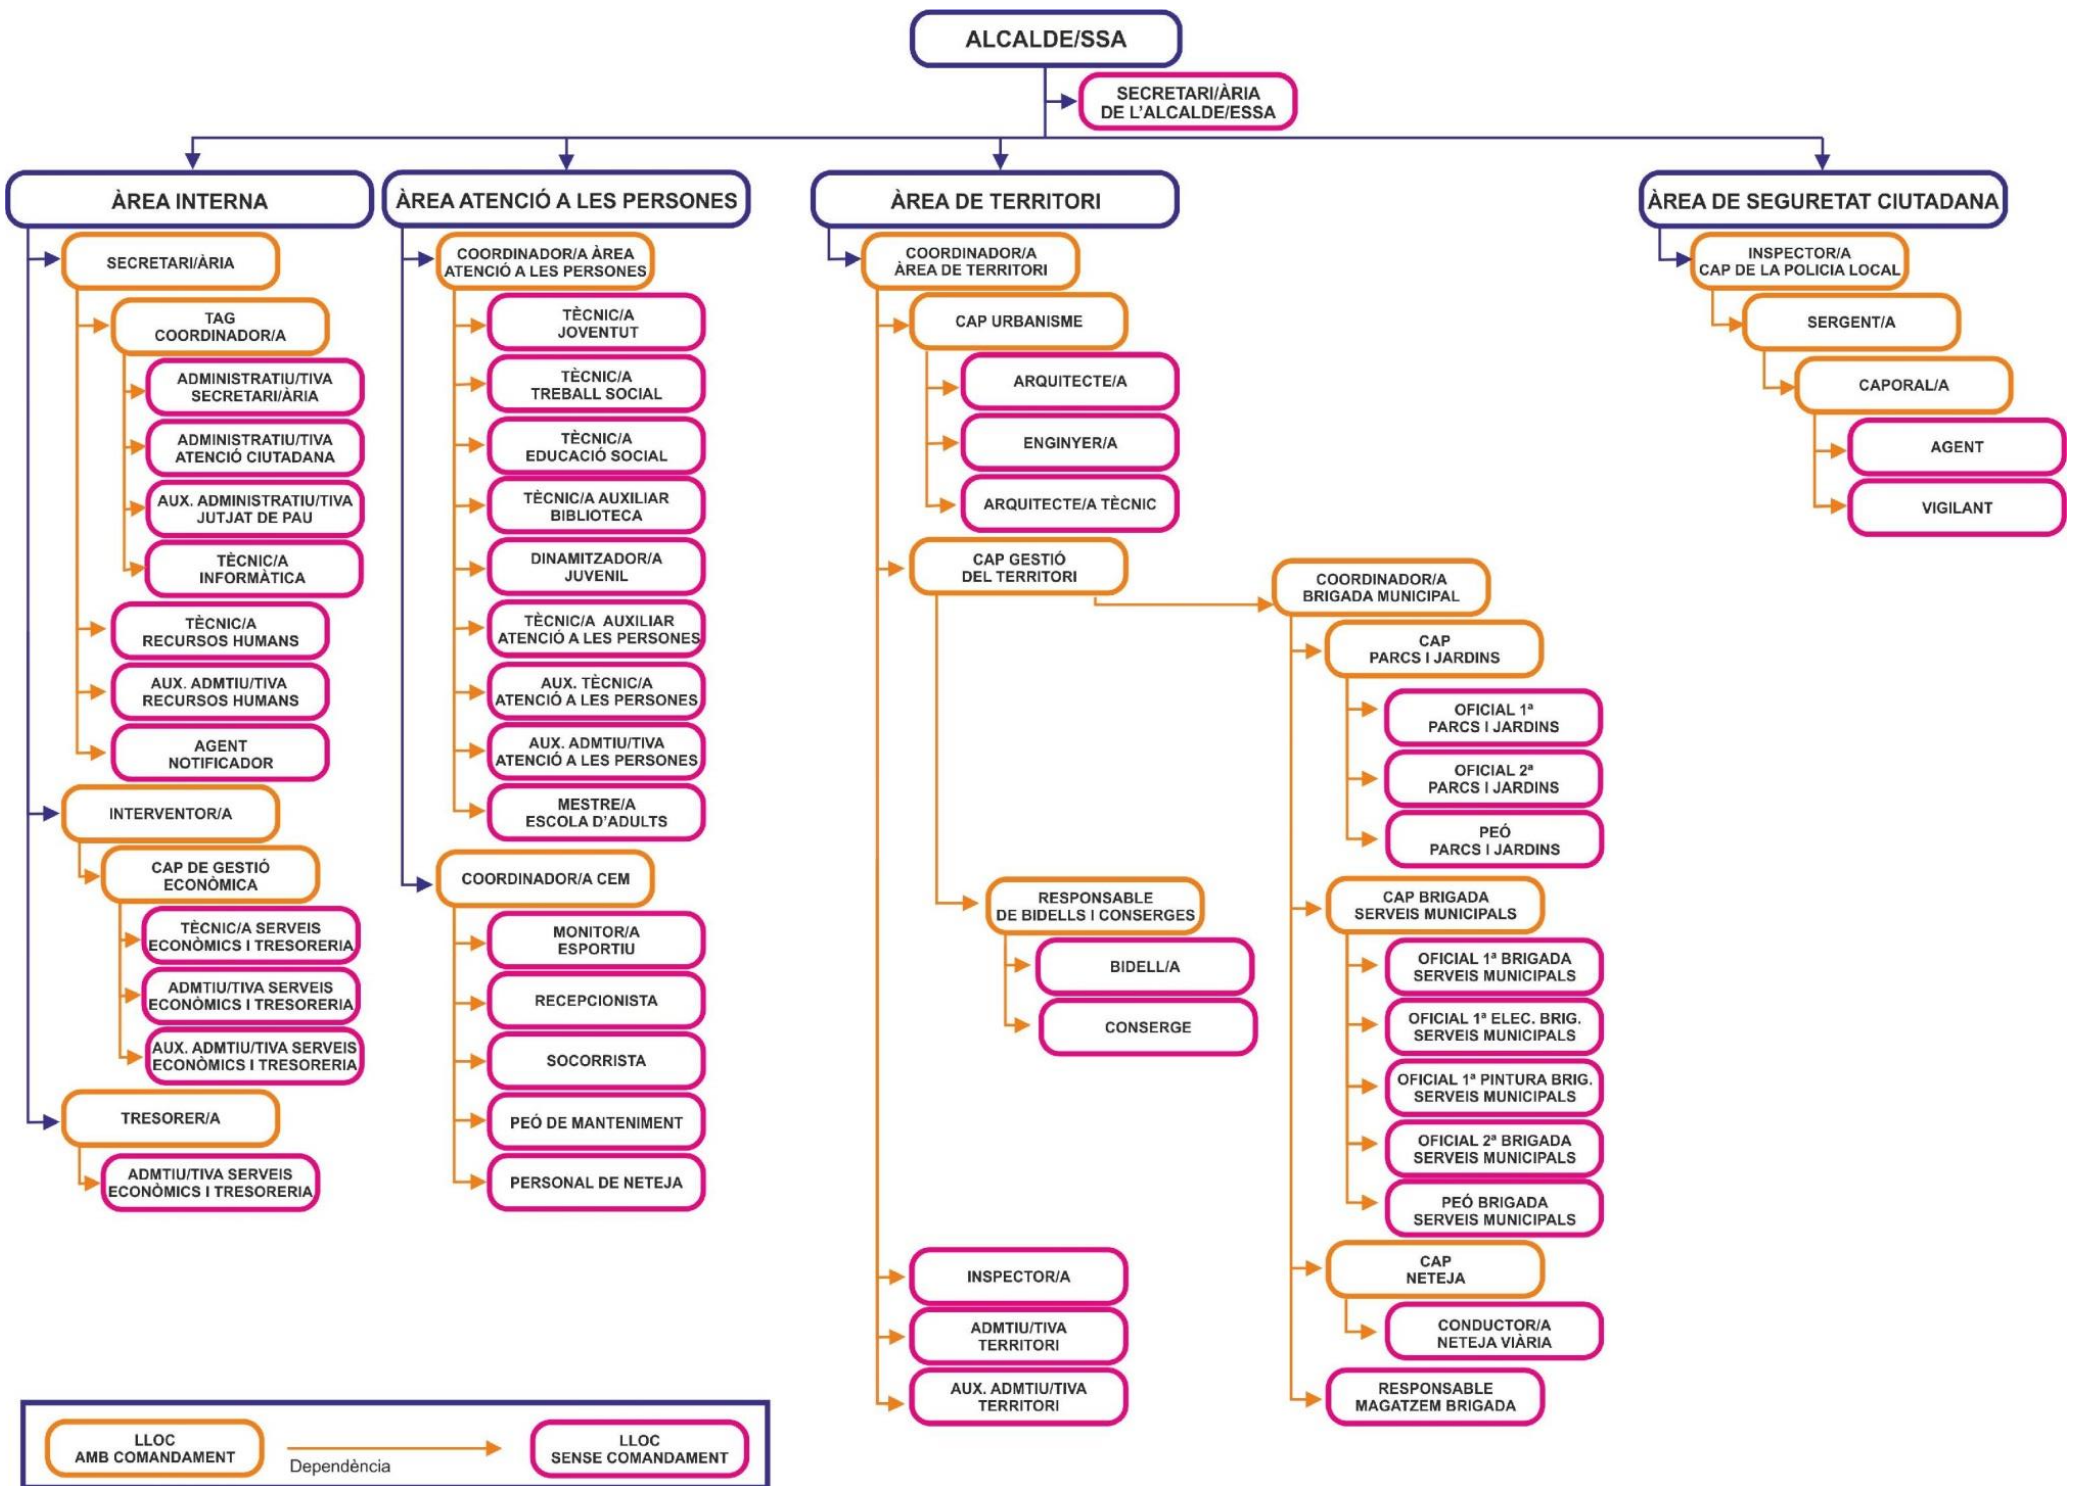 ALCALDE/SSA
SECRETARI/ÀRIA
DE L'ALCALDE/ESSA
ÀREA INTERNA
SECRETARI/ÀRIA
TAG
COORDINADOR/A
ADMINISTRATIU/TIVA
SECRETARI/ÀRIA
ADMINISTRATIU/TIVA
ATENCIÓ CIUTADANA
AUX. ADMINISTRATIU/TIVA
JUTJAT DE PAU
TÈCNIC/A
INFORMÀTICA
TÈCNIC/A
RECURSOS HUMANS
AUX. ADMTIU/TIVA
RECURSOS HUMANS
AGENT
NOTIFICADOR
INTERVENTOR/A
CAP DE GESTIÓ
ECONÒMICA
TÈCNIC/A SERVEIS
ECONÒMICS I TRESORERIA
ADMTIU/TIVA SERVEIS
ECONÒMICS I TRESORERIA
AUX. ADMTIU/TIVA SERVEIS
ECONÒMICS I TRESORERIA
TRESORER/A
ADMTIU/TIVA SERVEIS
ECONÒMICS I TRESORERIA
ÀREA ATENCIÓ A LES PERSONES
COORDINADOR/A ÀREA
ATENCIÓ A LES PERSONES
TÈCNIC/A
JOVENTUT
TÈCNIC/A
TREBALL SOCIAL
TÈCNIC/A
EDUCACIÓ SOCIAL
TÈCNIC/A AUXILIAR
BIBLIOTECA
DINAMITZADOR/A
JUVENIL
TÈCNIC/A AUXILIAR
ATENCIÓ A LES PERSONES
AUX. TÈCNIC/A
ATENCIÓ A LES PERSONES
AUX. ADMTIU/TIVA
ATENCIÓ A LES PERSONES
MESTRE/A
ESCOLA D'ADULTS
COORDINADOR/A CEM
MONITOR/A
ESPORTIU
RECEPCIONISTA
SOCORRISTA
PEÓ DE MANTENIMENT
PERSONAL DE NETEJA
ÀREA DE TERRITORI
COORDINADOR/A
ÀREA DE TERRITORI
CAP URBANISME
ARQUITECTE/A
ENGINYER/A
ARQUITECTE/A TÈCNIC
CAP GESTIÓ
DEL TERRITORI
RESPONSABLE
DE BIDELLS I CONSERGES
BIDELL/A
CONSERGE
INSPECTOR/A
ADMTIU/TIVA
TERRITORI
AUX. ADMTIU/TIVA
TERRITORI
COORDINADOR/A
BRIGADA MUNICIPAL
CAP
PARCS I JARDINS
OFICIAL 1ª
PARCS I JARDINS
OFICIAL 2ª
PARCS I JARDINS
PEÓ
PARCS I JARDINS
CAP BRIGADA
SERVEIS MUNICIPALS
OFICIAL 1ª BRIGADA
SERVEIS MUNICIPALS
OFICIAL 1ª ELEC. BRIG.
SERVEIS MUNICIPALS
OFICIAL 1ª PINTURA BRIG.
SERVEIS MUNICIPALS
OFICIAL 2ª BRIGADA
SERVEIS MUNICIPALS
PEÓ BRIGADA
SERVEIS MUNICIPALS
CAP
NETEJA
CONDUCTOR/A
NETEJA VIÀRIA
RESPONSABLE
MAGATZEM BRIGADA
ÀREA DE SEGURETAT CIUTADANA
INSPECTOR/A
CAP DE LA POLICIA LOCAL
SERGENT/A
CAPORAL/A
AGENT
VIGILANT
LLOC
AMB COMANDAMENT
Dependència
LLOC
SENSE COMANDAMENT